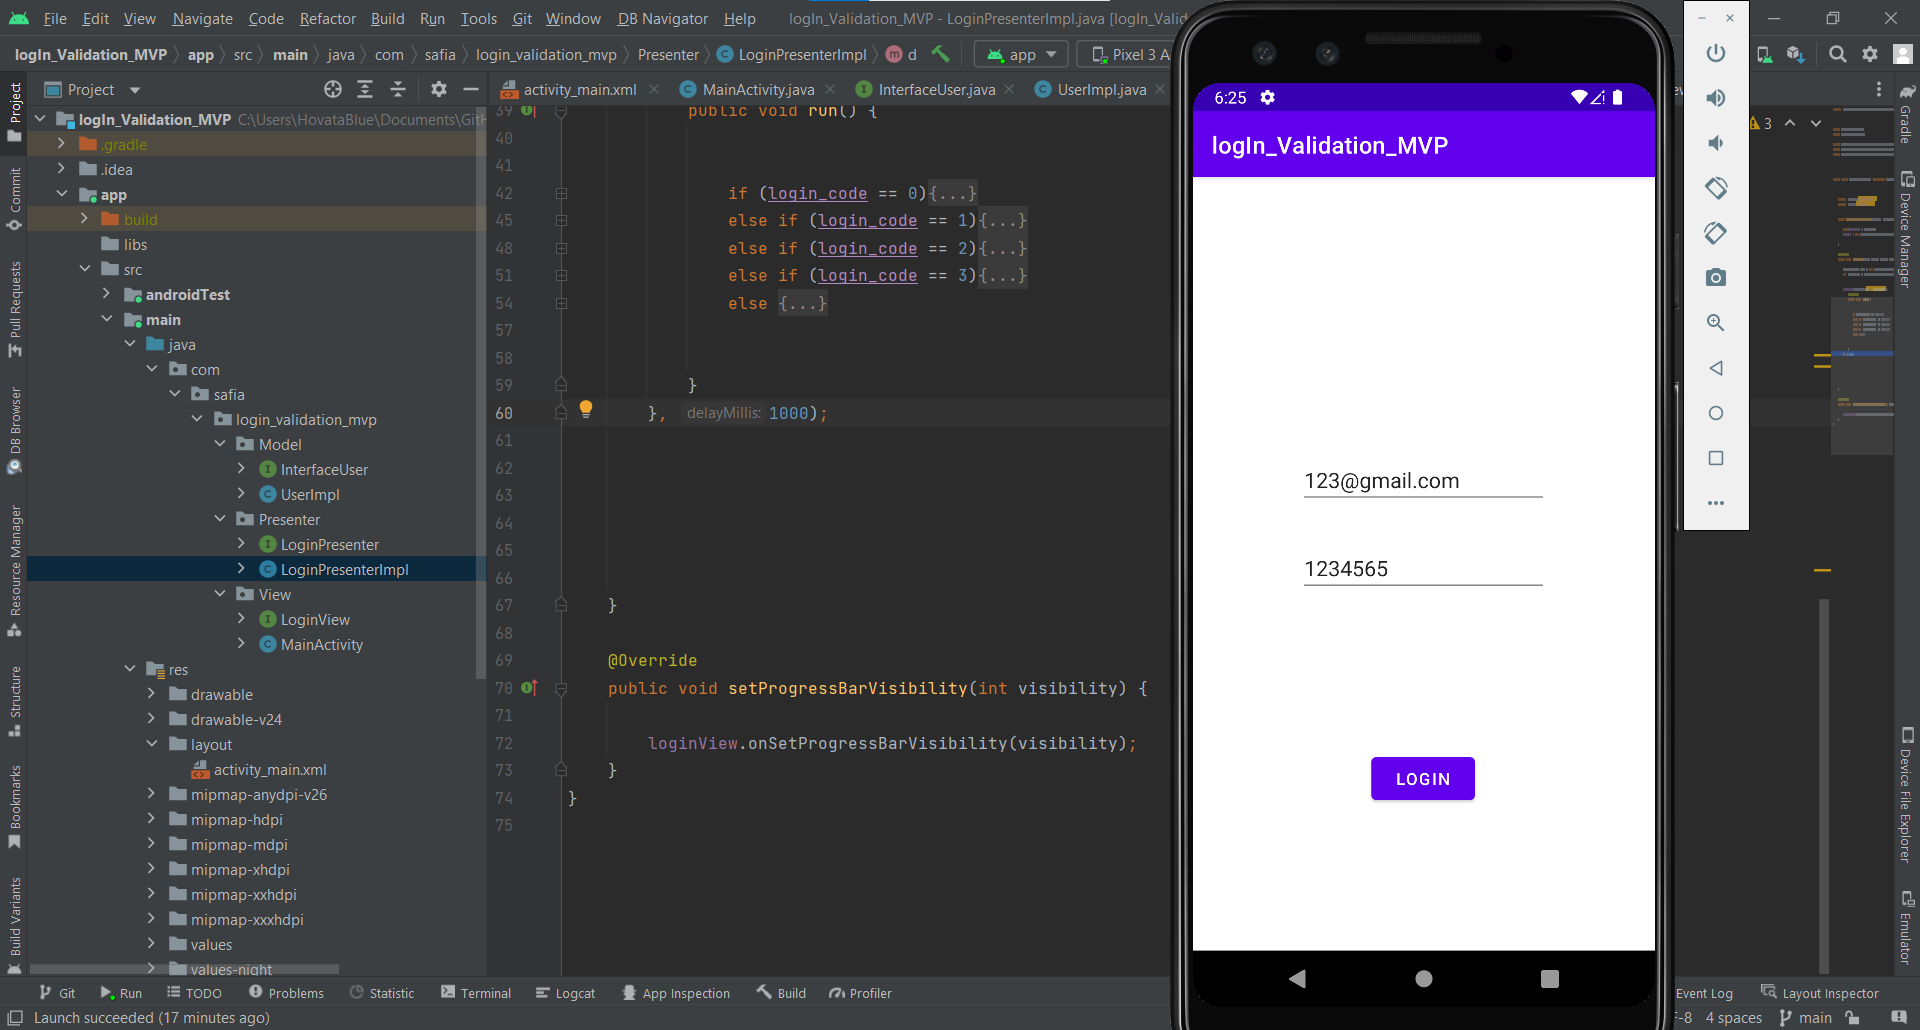 File Edit View Navigate Code Refactor Build Run Tools Git Window DB Navigator Help logIn_Validation_MVP - LoginPresenterImpl.java [logIn_Valid
logIn_Validation_MVP app src main java com safia login_validation_mvp Presenter LoginPresenterImpl d app Pixel 3 A
Project
activity_main.xml MainActivity.java InterfaceUser.java UserImpl.java
logIn_Validation_MVP C:\Users\HovataBlue\Documents\GitH
.gradle
.idea
app
build
libs
src
androidTest
main
java
com
safia
login_validation_mvp
Model
InterfaceUser
UserImpl
Presenter
LoginPresenter
LoginPresenterImpl
View
LoginView
MainActivity
res
drawable
drawable-v24
layout
activity_main.xml
mipmap-anydpi-v26
mipmap-hdpi
mipmap-mdpi
mipmap-xhdpi
mipmap-xxhdpi
mipmap-xxxhdpi
values
values-night
Project
Commit
Pull Requests
DB Browser
Resource Manager
Structure
Bookmarks
Build Variants
39 public void run() {
40
41
42 if (login_code == 0){...}
45 else if (login_code == 1){...}
48 else if (login_code == 2){...}
51 else if (login_code == 3){...}
54 else {...}
57
58
59 }
60 }, delayMillis: 1000);
61
62
63
64
65
66
67 }
68
69 @Override
70 public void setProgressBarVisibility(int visibility) {
71
72 loginView.onSetProgressBarVisibility(visibility);
73 }
74 }
75
6:25
logIn_Validation_MVP
123@gmail.com
1234565
LOGIN
3
Gradle
Device Manager
Device File Explorer
Emulator
Git Run TODO Problems Statistic Terminal Logcat App Inspection Build Profiler Event Log Layout Inspector
Launch succeeded (17 minutes ago) F-8 4 spaces main